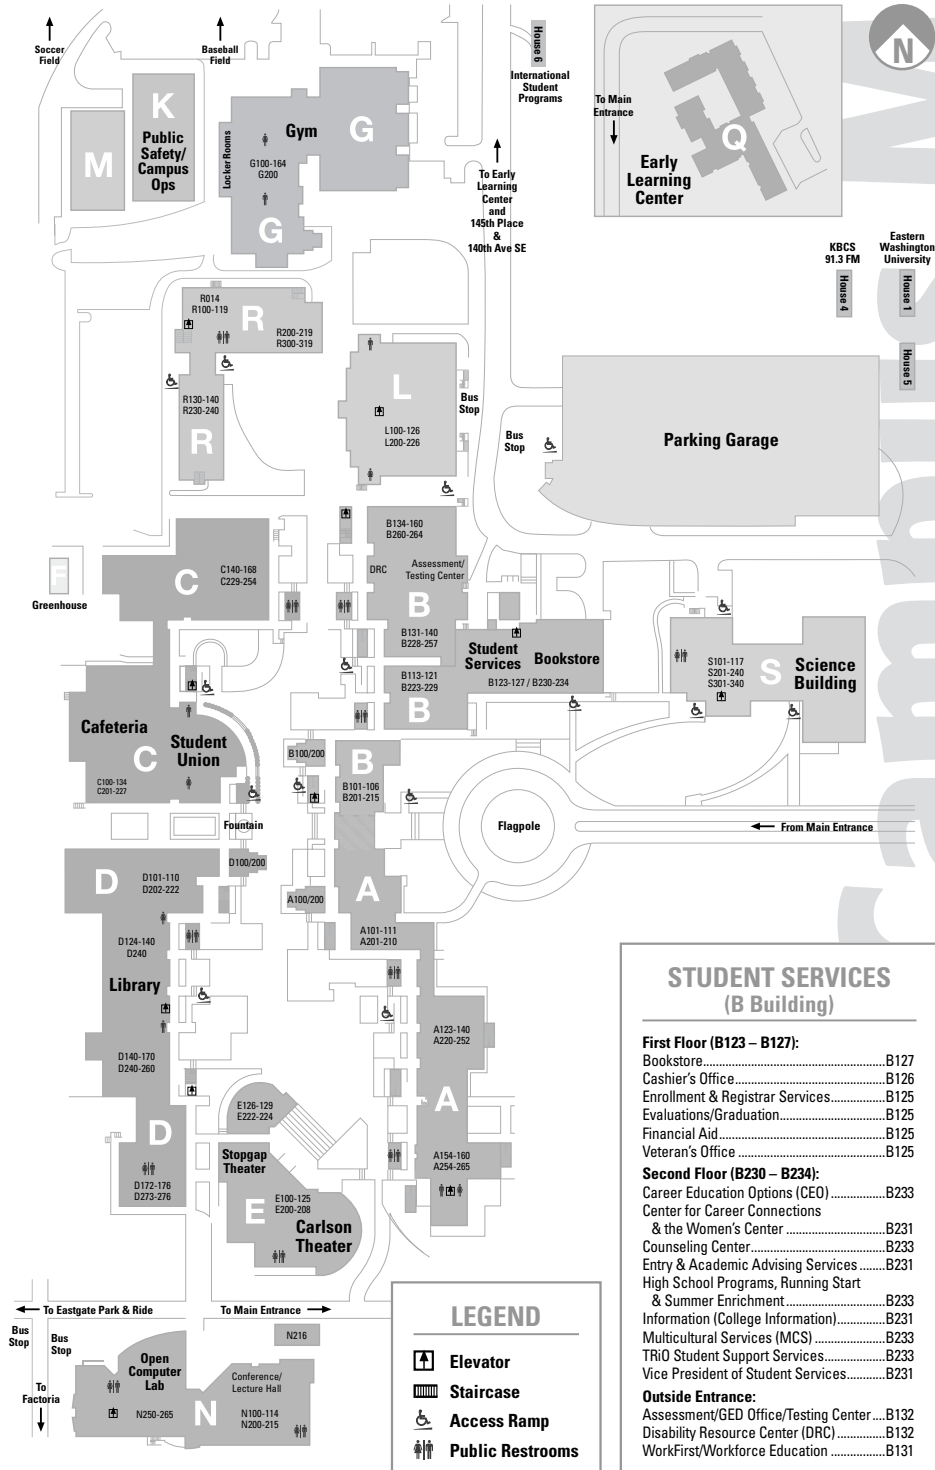 Soccer
Field
Baseball
Field
House 6
International
Student
Programs
N
K
Public
Safety/
Campus
Ops
M
Locker Rooms
Gym
G
G100-164
G200
G
To Main
Entrance
Q
Early
Learning
Center
To Early
Learning
Center
and
145th Place
&
140th Ave SE
KBCS
91.3 FM
House 4
Eastern
Washington
University
House 1
House 5
R014
R100-119
R
R200-219
R300-319
R130-140
R230-240
R
L
L100-126
L200-226
Bus
Stop
Bus
Stop
Parking Garage
F
Greenhouse
C
C140-168
C229-254
B134-160
B260-264
DRC
Assessment/
Testing Center
B
B131-140
B228-257
Student
Services
Bookstore
B123-127 / B230-234
B113-121
B223-229
B
S101-117
S201-240
S301-340
S
Science
Building
Cafeteria
C
Student
Union
C100-134
C201-227
B100/200
B
B101-106
B201-215
Fountain
Flagpole
From Main Entrance
D
D101-110
D202-222
D100/200
A100/200
A
A101-111
A201-210
D124-140
D240
Library
D140-170
D240-260
D
D172-176
D273-276
A123-140
A220-252
A
A154-160
A254-265
E126-129
E222-224
Stopgap
Theater
E
E100-125
E200-208
Carlson
Theater
To Eastgate Park & Ride
To Main Entrance
Bus
Stop
Bus
Stop
To
Factoria
N216
Open
Computer
Lab
Conference/
Lecture Hall
N250-265
N
N100-114
N200-215
LEGEND
Elevator
Staircase
Access Ramp
Public Restrooms
STUDENT SERVICES
(B Building)
First Floor (B123 – B127):
Bookstore....................................................B127
Cashier's Office...........................................B126
Enrollment & Registrar Services................B125
Evaluations/Graduation..............................B125
Financial Aid................................................B125
Veteran's Office ..........................................B125
Second Floor (B230 – B234):
Career Education Options (CEO) ...............B233
Center for Career Connections
& the Women's Center ............................B231
Counseling Center.......................................B233
Entry & Academic Advising Services ........B231
High School Programs, Running Start
& Summer Enrichment............................B233
Information (College Information)..............B231
Multicultural Services (MCS) ....................B233
TRiO Student Support Services..................B233
Vice President of Student Services...........B231
Outside Entrance:
Assessment/GED Office/Testing Center....B132
Disability Resource Center (DRC)..............B132
WorkFirst/Workforce Education ................B131